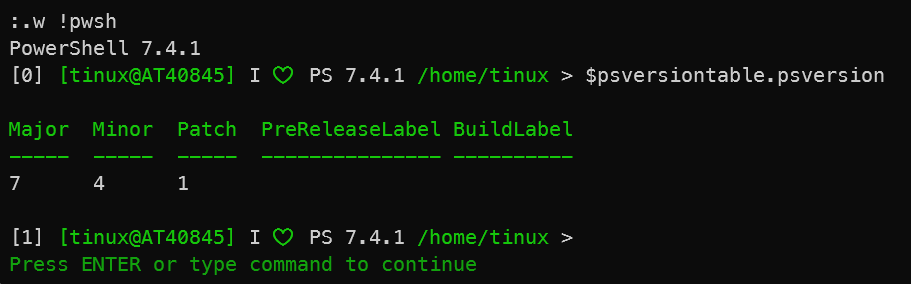 :.w !pwsh
PowerShell 7.4.1
[0] [tinux@AT40845] I ♡ PS 7.4.1 /home/tinux > $psversiontable.psversion
Major  Minor  Patch  PreReleaseLabel BuildLabel
-----  -----  -----  --------------- ----------
7      4      1
[1] [tinux@AT40845] I ♡ PS 7.4.1 /home/tinux >
Press ENTER or type command to continue